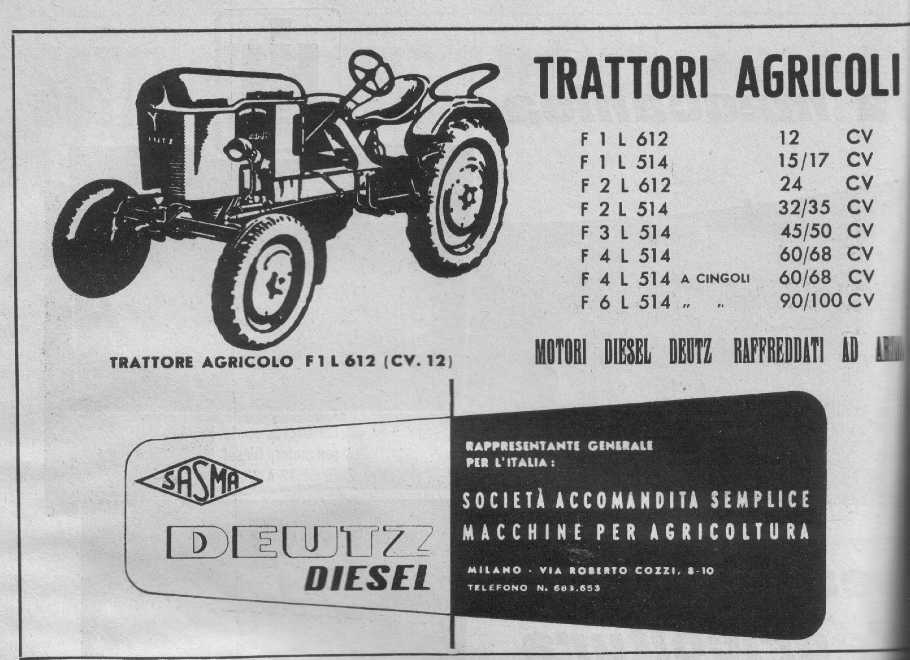 TRATTORI AGRICOLI
F 1 L 612 12 CV
F 1 L 514 15/17 CV
F 2 L 612 24 CV
F 2 L 514 32/35 CV
F 3 L 514 45/50 CV
F 4 L 514 60/68 CV
F 4 L 514 A CINGOLI 60/68 CV
F 6 L 514 „ „ 90/100 CV
DEUTZ
TRATTORE AGRICOLO F 1 L 612 (CV. 12)
MOTORI DIESEL DEUTZ RAFFREDDATI AD
SASMA
DEUTZ
DIESEL
RAPPRESENTANTE GENERALE
PER L'ITALIA:
SOCIETÀ ACCOMANDITA SEMPLICE
MACCHINE PER AGRICOLTURA
MILANO - VIA ROBERTO COZZI, 8-10
TELEFONO N. 683.653